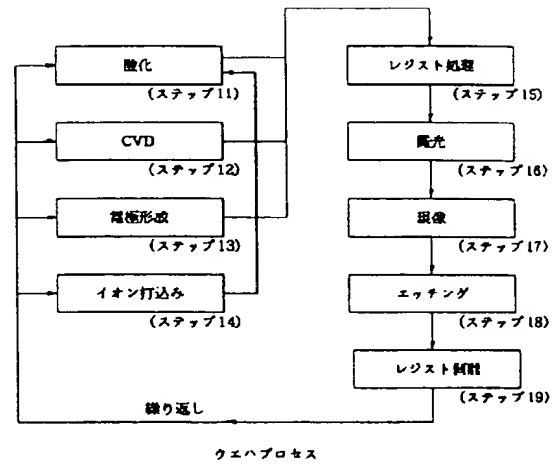 酸化
(ステップ11)
CVD
(ステップ12)
電極形成
(ステップ13)
イオン打込み
(ステップ14)
レジスト処理
(ステップ15)
露光
(ステップ16)
現像
(ステップ17)
エッチング
(ステップ18)
レジスト剥離
(ステップ19)
繰り返し
ウエハプロセス